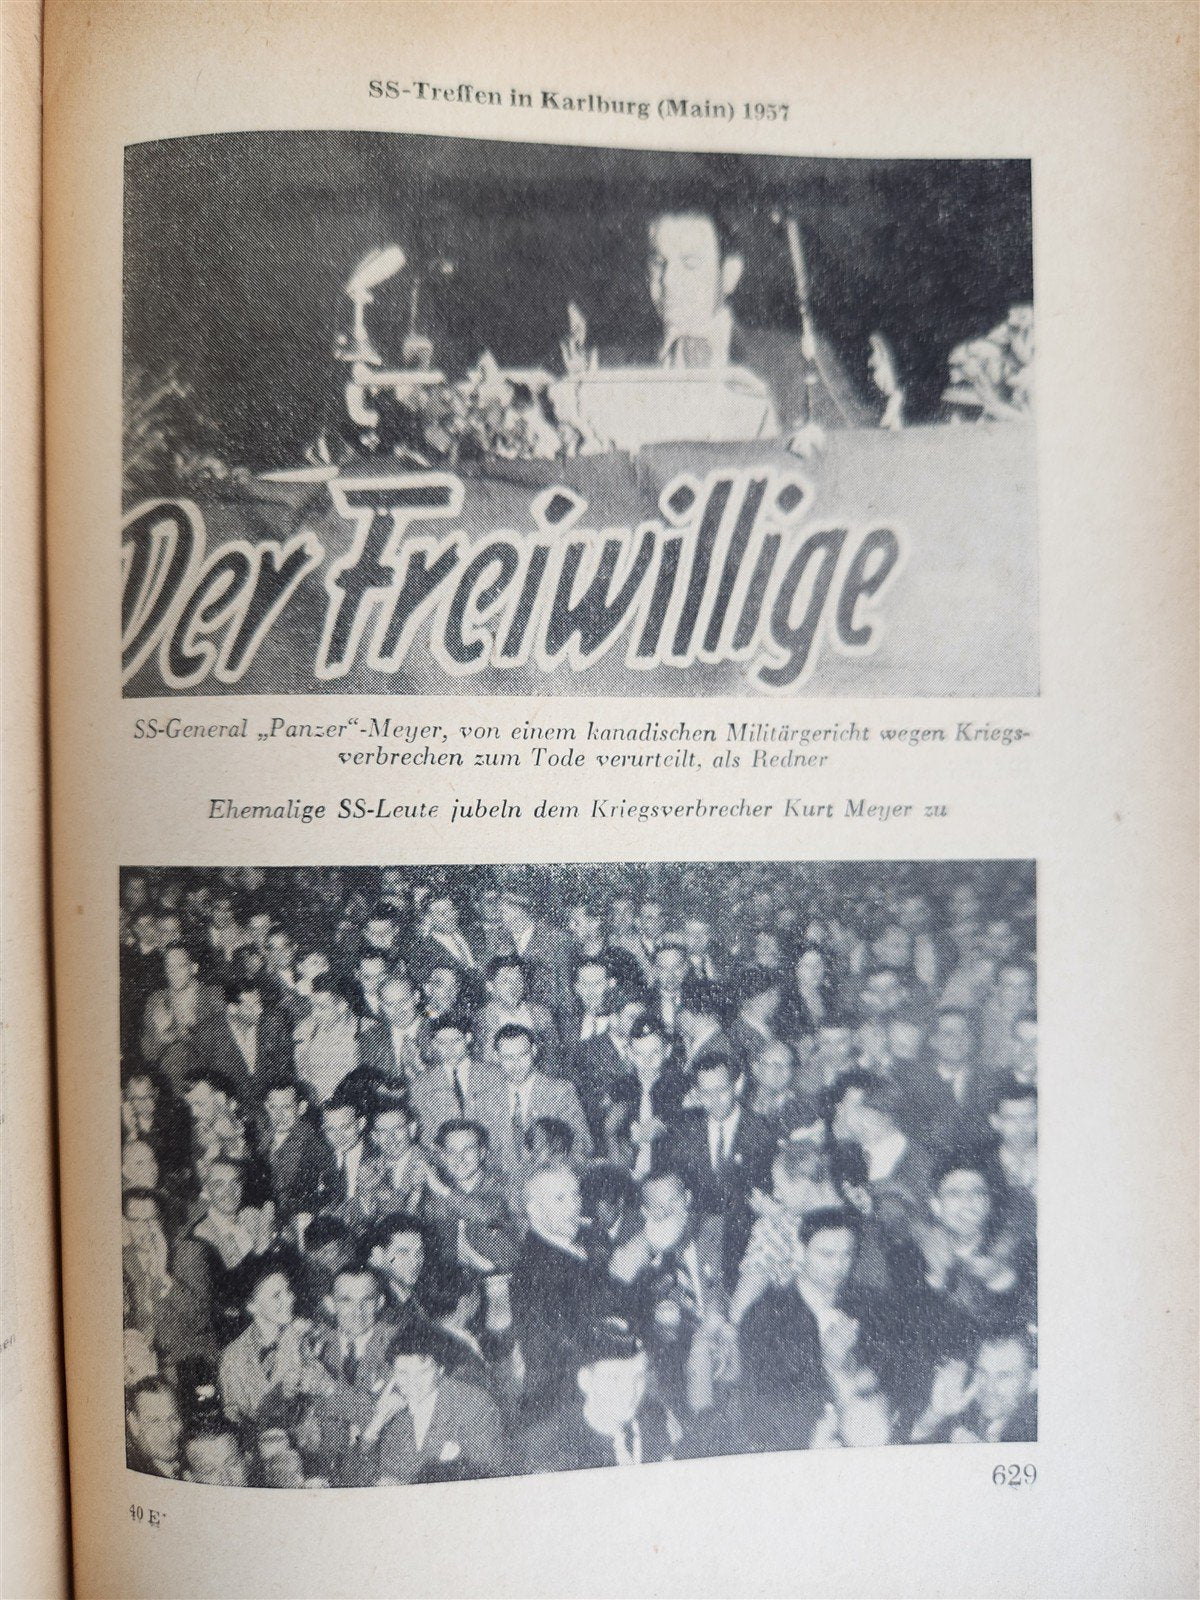 SS-Treffen in Karlburg (Main) 1957
Der Freiwillige
SS-General „Panzer“-Meyer, von einem kanadischen Militärgericht wegen Kriegs-
verbrechen zum Tode verurteilt, als Redner
Ehemalige SS-Leute jubeln dem Kriegsverbrecher Kurt Meyer zu
629
40 E